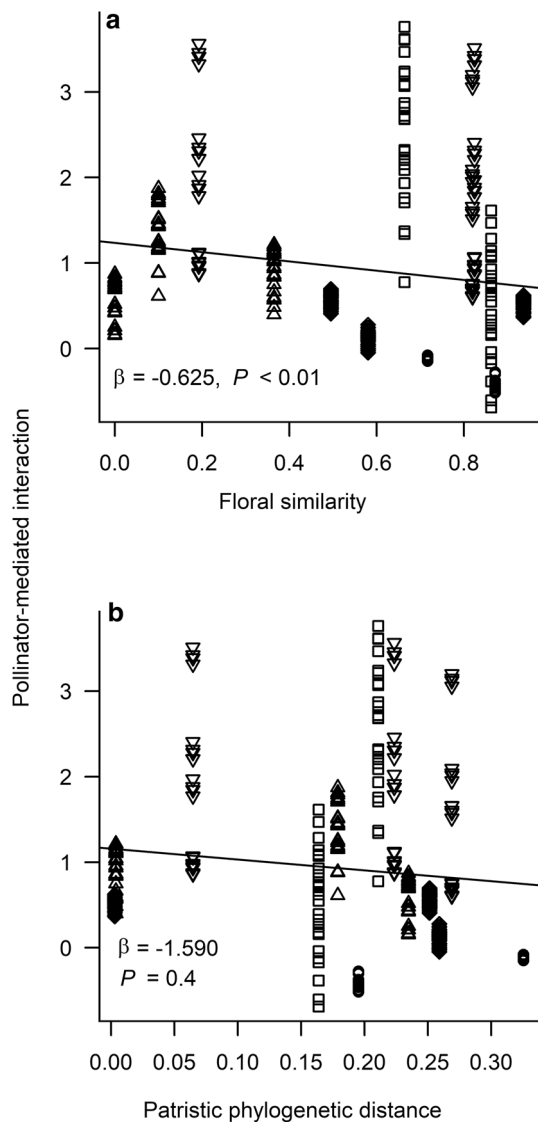 a
3
2
1
0
β = -0.625, P < 0.01
0.0 0.2 0.4 0.6 0.8
Floral similarity
Pollinator-mediated interaction
b
3
2
1
0
β = -1.590
P = 0.4
0.00 0.05 0.10 0.15 0.20 0.25 0.30
Patristic phylogenetic distance